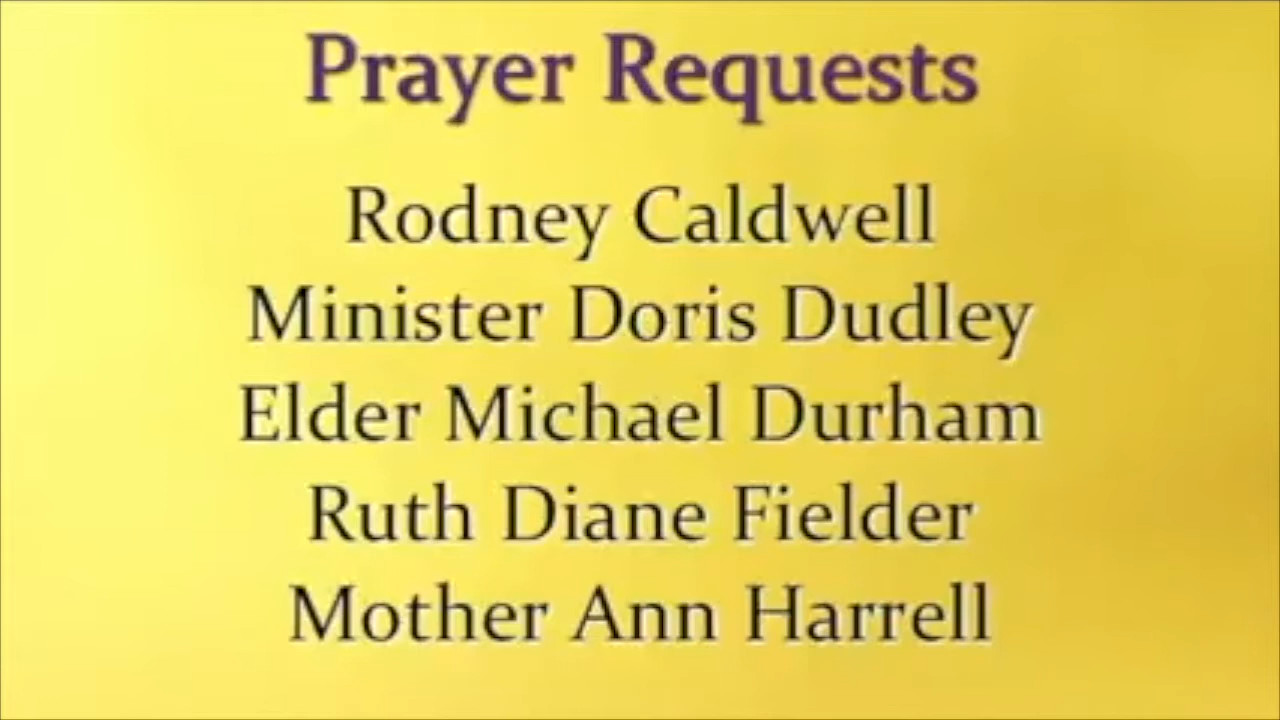 Prayer Requests
Rodney Caldwell
Minister Doris Dudley
Elder Michael Durham
Ruth Diane Fielder
Mother Ann Harrell